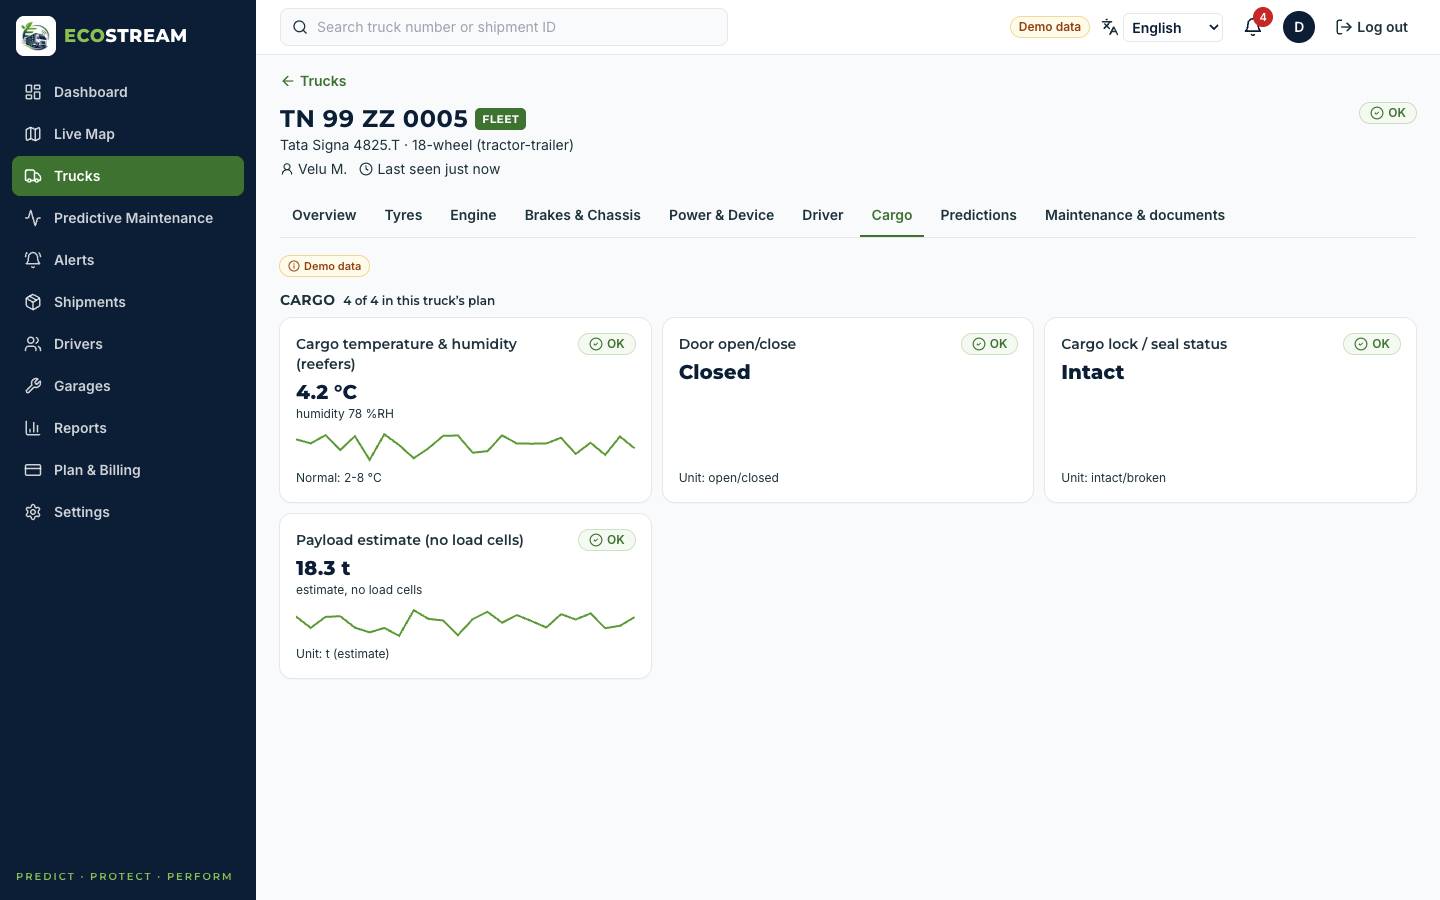 ECOSTREAM
Search truck number or shipment ID
Demo data
English
4
D
Log out
Dashboard
Live Map
Trucks
Predictive Maintenance
Alerts
Shipments
Drivers
Garages
Reports
Plan & Billing
Settings
PREDICT · PROTECT · PERFORM
Trucks
TN 99 ZZ 0005 FLEET
OK
Tata Signa 4825.T · 18-wheel (tractor-trailer)
Velu M. Last seen just now
Overview Tyres Engine Brakes & Chassis Power & Device Driver Cargo Predictions Maintenance & documents
Demo data
CARGO 4 of 4 in this truck's plan
Cargo temperature & humidity
(reefers)
OK
4.2 °C
humidity 78 %RH
Normal: 2-8 °C
Door open/close
OK
Closed
Unit: open/closed
Cargo lock / seal status
OK
Intact
Unit: intact/broken
Payload estimate (no load cells)
OK
18.3 t
estimate, no load cells
Unit: t (estimate)